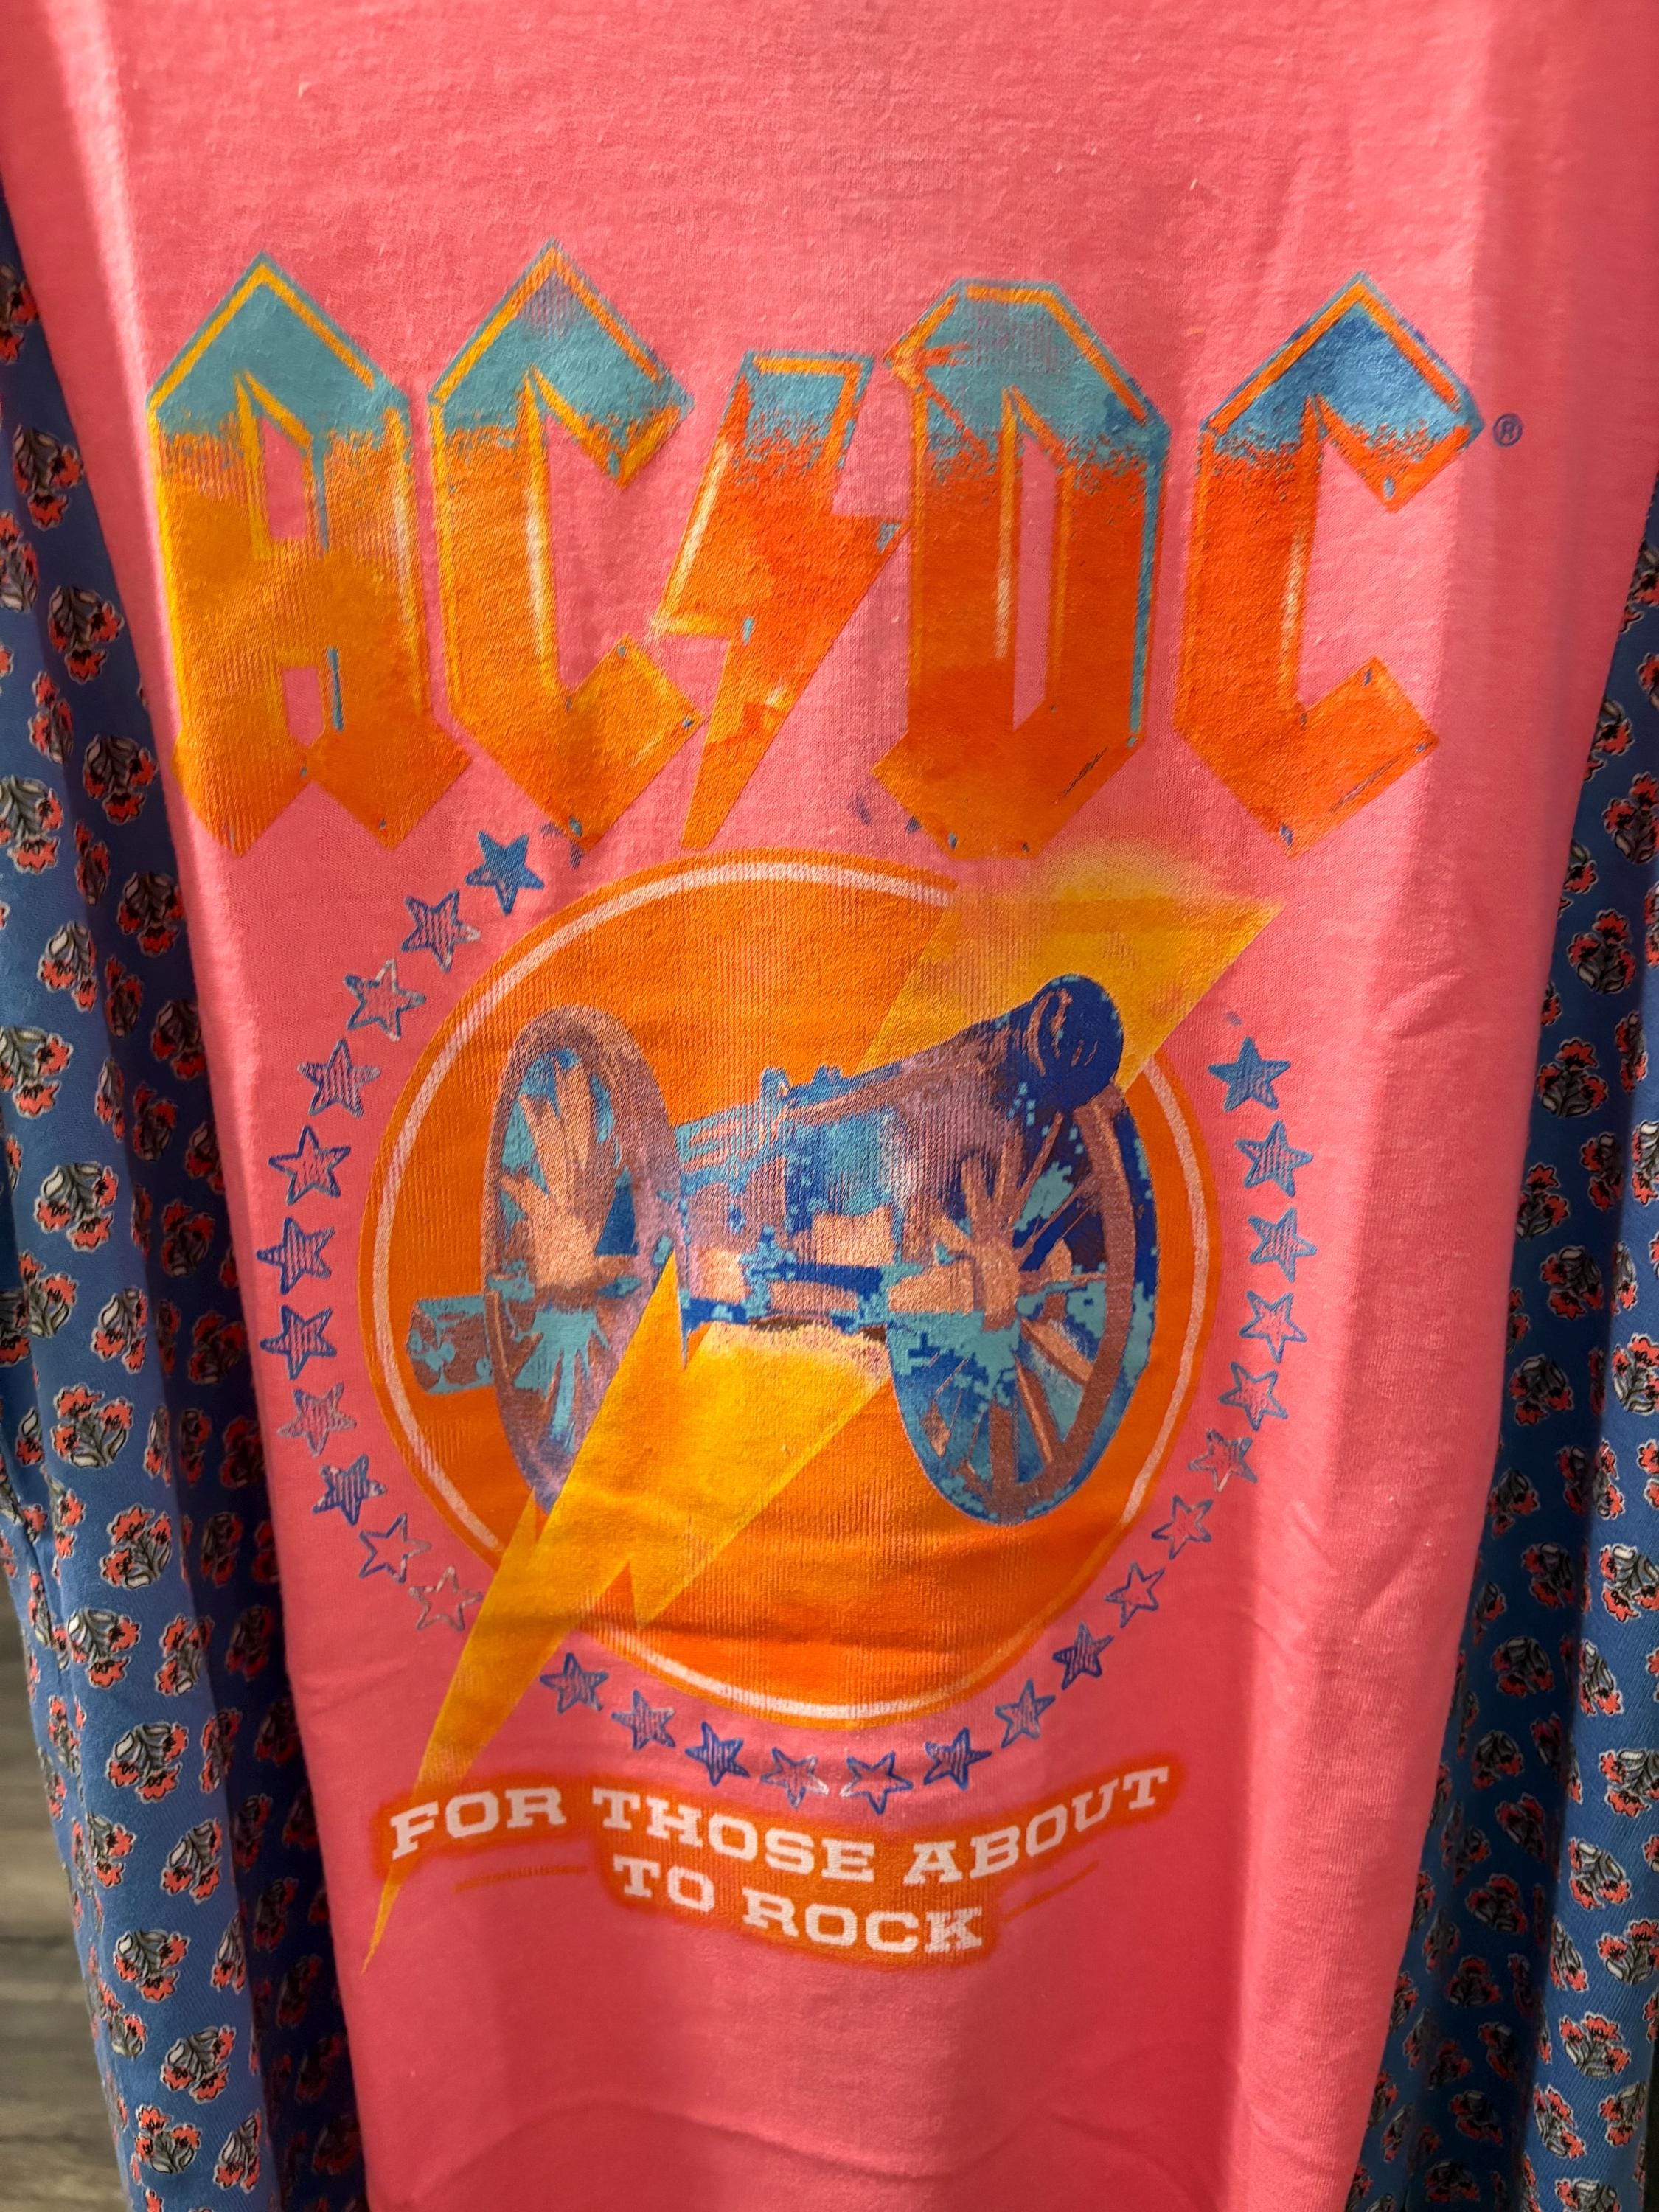 AC/DC®
FOR THOSE ABOUT
TO ROCK